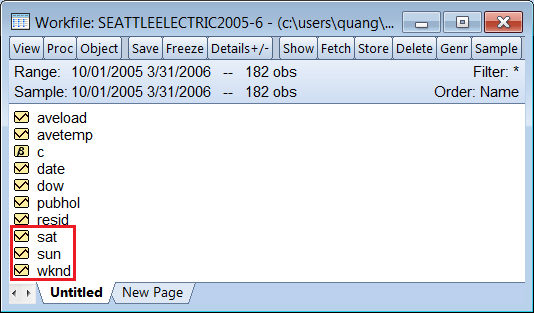 Workfile: SEATTLEELECTRIC2005-6 - (c:\users\quang\...
View Proc Object Save Freeze Details+/- Show Fetch Store Delete Genr Sample
Range: 10/01/2005 3/31/2006 -- 182 obs Filter: *
Sample: 10/01/2005 3/31/2006 -- 182 obs Order: Name
aveload
avetemp
β c
date
dow
pubhol
resid
sat
sun
wknd
Untitled New Page